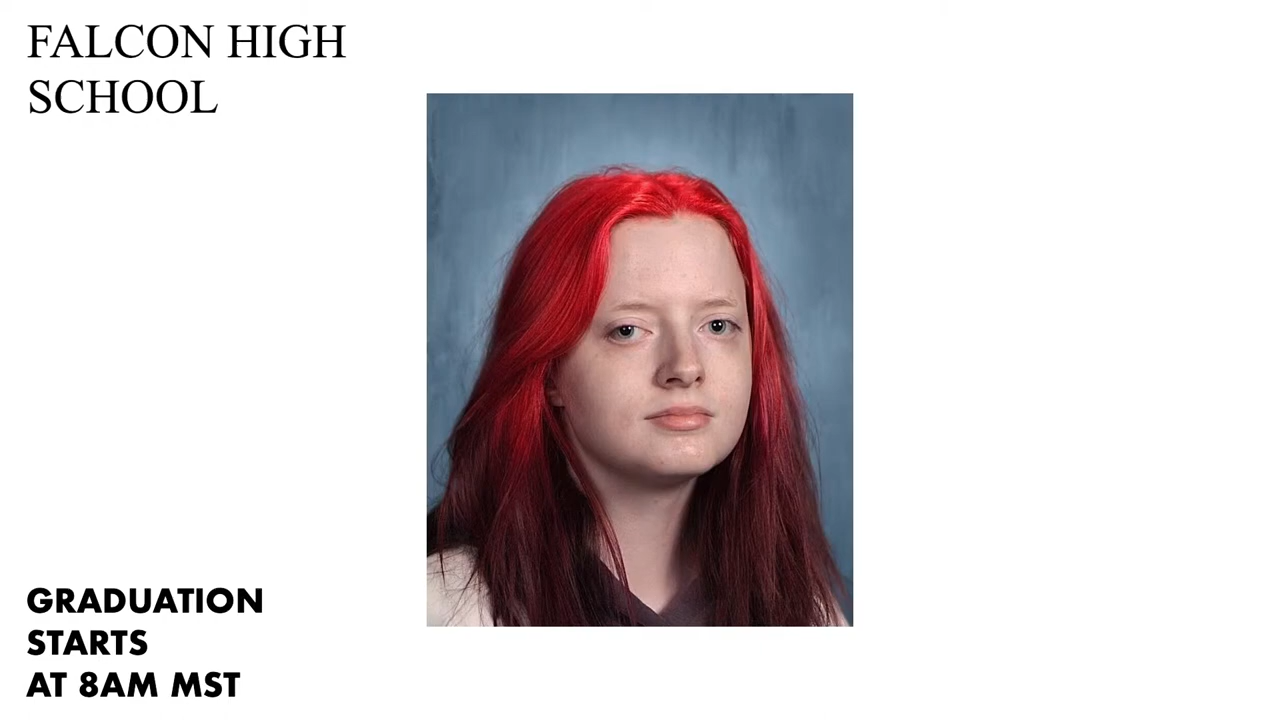 FALCON HIGH
SCHOOL
GRADUATION
STARTS
AT 8AM MST